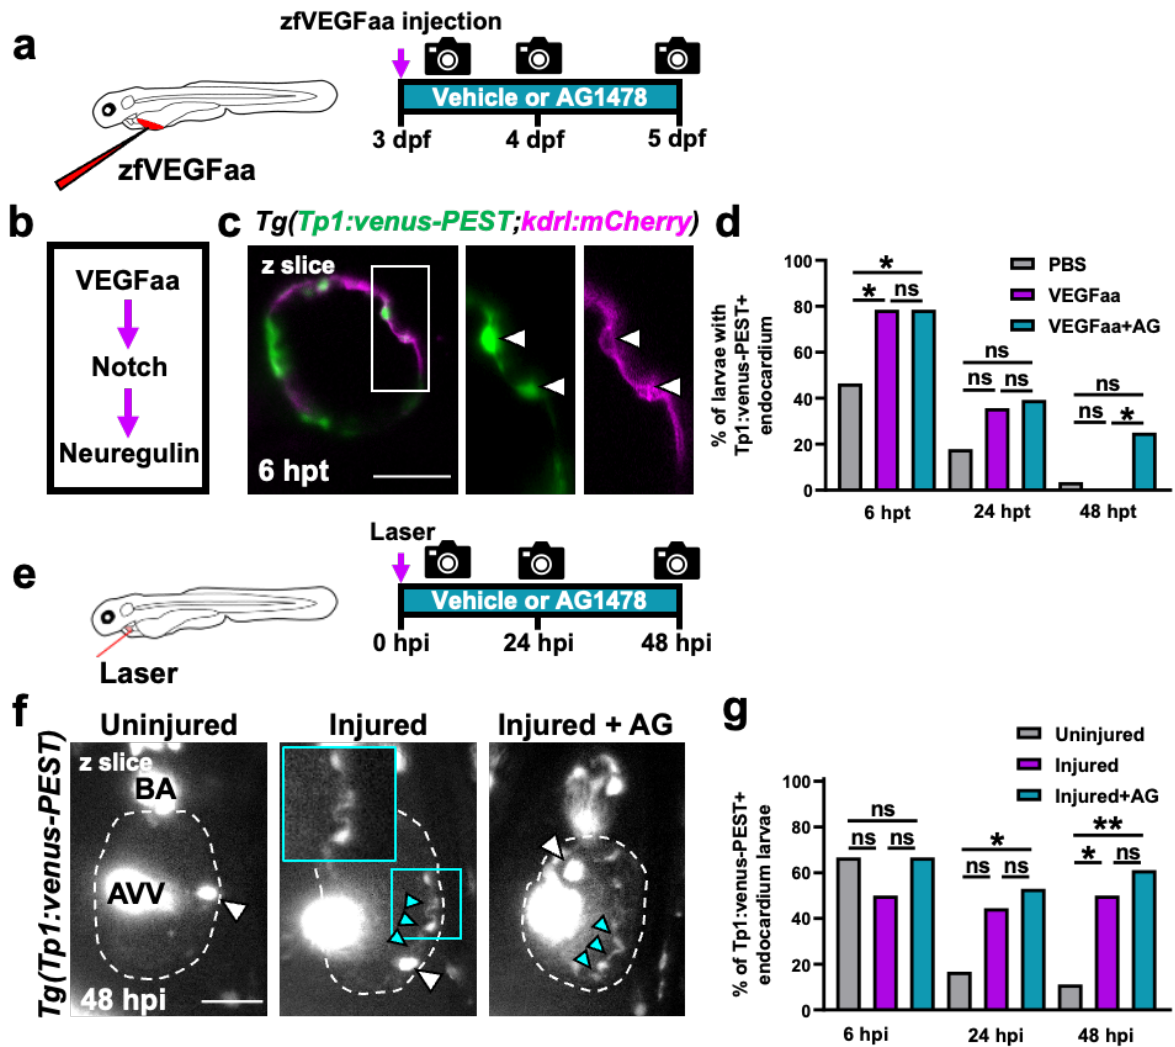 a
zfVEGFaa injection
Vehicle or AG1478
3 dpf
4 dpf
5 dpf
zfVEGFaa
b
VEGFaa
Notch
Neuregulin
c
Tg(Tp1:venus-PEST;kdrl:mCherry)
z slice
6 hpt
d
% of larvae with
Tp1:venus-PEST+
endocardium
100
80
60
40
20
0
*
*
ns
ns
ns
ns
ns
ns
*
PBS
VEGFaa
VEGFaa+AG
6 hpt
24 hpt
48 hpt
e
Laser
Laser
Vehicle or AG1478
0 hpi
24 hpi
48 hpi
f
Uninjured
Injured
Injured + AG
Tg(Tp1:venus-PEST)
z slice
BA
AVV
48 hpi
g
% of Tp1:venus-PEST+
endocardium larvae
100
80
60
40
20
0
ns
ns
ns
*
ns
ns
**
*
ns
Uninjured
Injured
Injured+AG
6 hpi
24 hpi
48 hpi